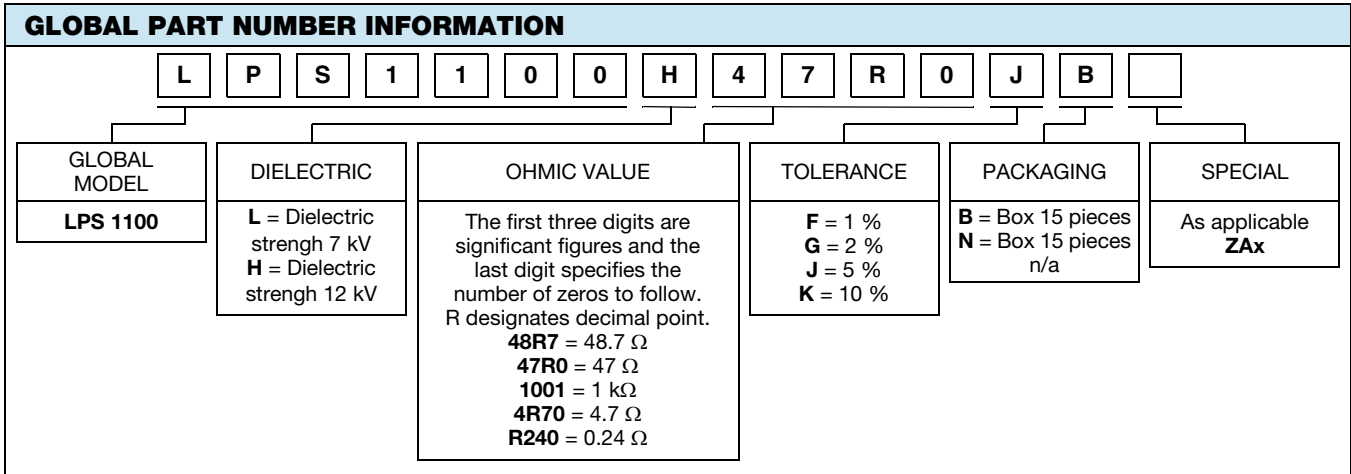 GLOBAL PART NUMBER INFORMATION
L P S 1 1 0 0 H 4 7 R 0 J B
GLOBAL
MODEL
LPS 1100
DIELECTRIC
L = Dielectric
strengh 7 kV
H = Dielectric
strengh 12 kV
OHMIC VALUE
The first three digits are
significant figures and the
last digit specifies the
number of zeros to follow.
R designates decimal point.
48R7 = 48.7 Ω
47R0 = 47 Ω
1001 = 1 kΩ
4R70 = 4.7 Ω
R240 = 0.24 Ω
TOLERANCE
F = 1 %
G = 2 %
J = 5 %
K = 10 %
PACKAGING
B = Box 15 pieces
N = Box 15 pieces
n/a
SPECIAL
As applicable
ZAx